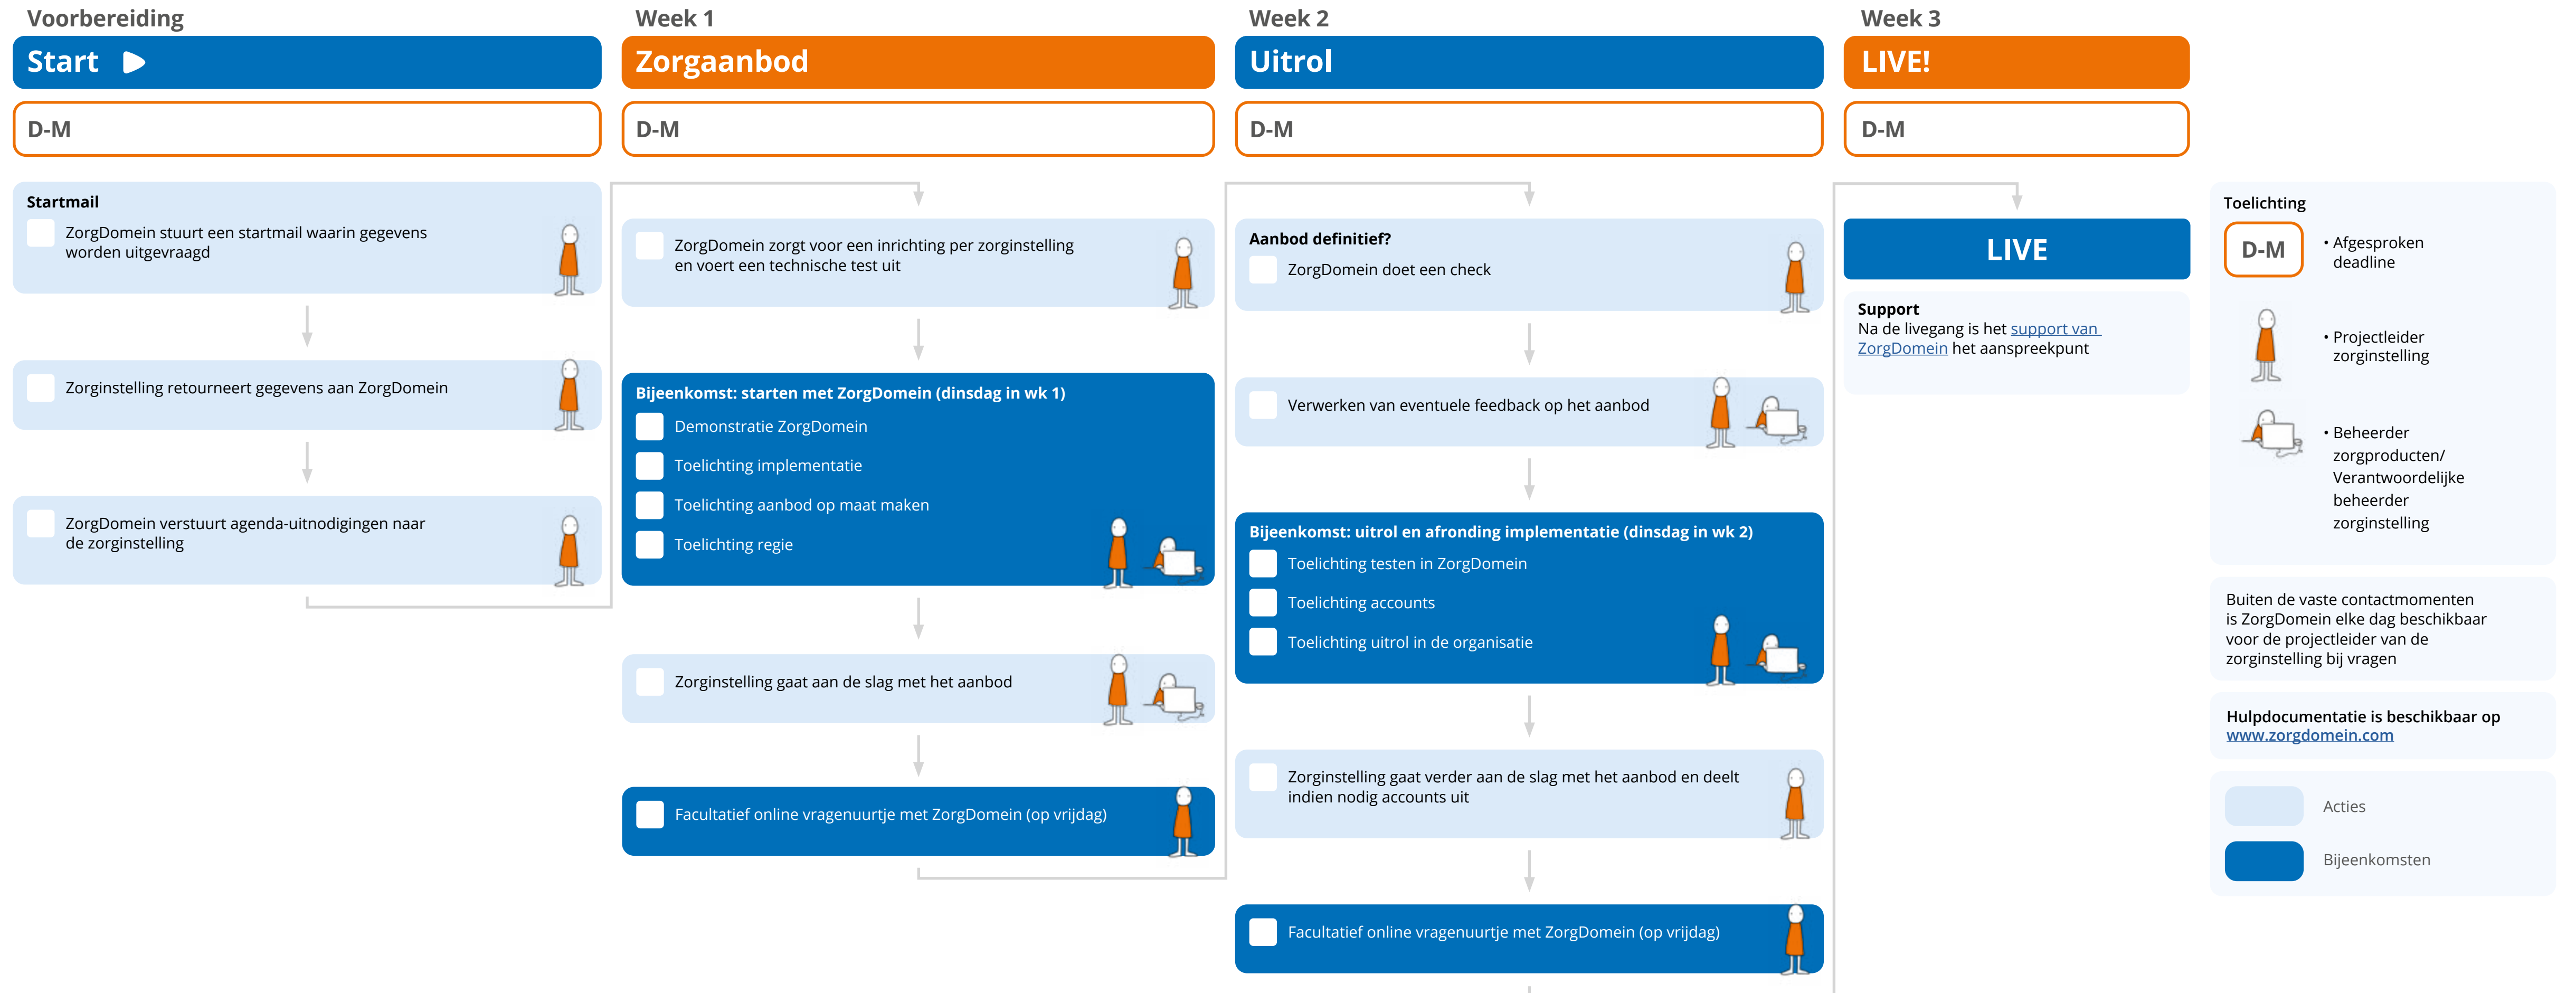 Voorbereiding
Start
D-M
Startmail
ZorgDomein stuurt een startmail waarin gegevens
worden uitgevraagd
Zorginstelling retourneert gegevens aan ZorgDomein
ZorgDomein verstuurt agenda-uitnodigingen naar
de zorginstelling
Week 1
Zorgaanbod
D-M
ZorgDomein zorgt voor een inrichting per zorginstelling
en voert een technische test uit
Bijeenkomst: starten met ZorgDomein (dinsdag in wk 1)
Demonstratie ZorgDomein
Toelichting implementatie
Toelichting aanbod op maat maken
Toelichting regie
Zorginstelling gaat aan de slag met het aanbod
Facultatief online vragenuurtje met ZorgDomein (op vrijdag)
Week 2
Uitrol
D-M
Aanbod definitief?
ZorgDomein doet een check
Verwerken van eventuele feedback op het aanbod
Bijeenkomst: uitrol en afronding implementatie (dinsdag in wk 2)
Toelichting testen in ZorgDomein
Toelichting accounts
Toelichting uitrol in de organisatie
Zorginstelling gaat verder aan de slag met het aanbod en deelt
indien nodig accounts uit
Facultatief online vragenuurtje met ZorgDomein (op vrijdag)
Week 3
LIVE!
D-M
LIVE
Support
Na de livegang is het support van
ZorgDomein het aanspreekpunt
Toelichting
D-M
• Afgesproken
deadline
• Projectleider
zorginstelling
• Beheerder
zorgproducten/
Verantwoordelijke
beheerder
zorginstelling
Buiten de vaste contactmomenten
is ZorgDomein elke dag beschikbaar
voor de projectleider van de
zorginstelling bij vragen
Hulpdocumentatie is beschikbaar op
www.zorgdomein.com
Acties
Bijeenkomsten